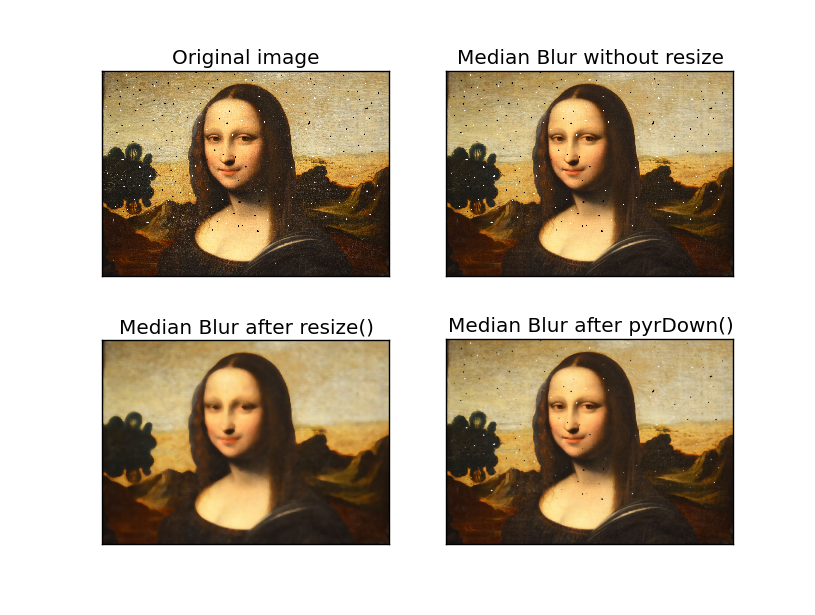 Original image
Median Blur without resize
Median Blur after resize()
Median Blur after pyrDown()